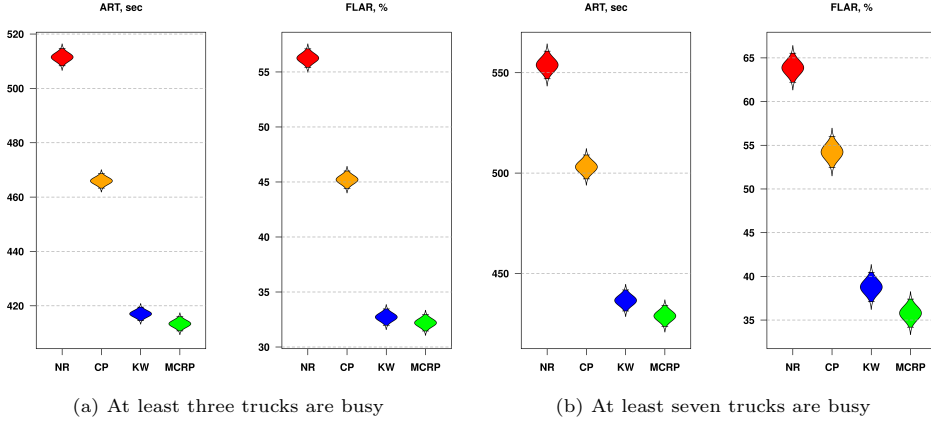 ART, sec
FLAR, %
ART, sec
FLAR, %
520
500
480
460
440
420
NR CP KW MCRP
55
50
45
40
35
30
NR CP KW MCRP
550
500
450
NR CP KW MCRP
65
60
55
50
45
40
35
NR CP KW MCRP
(a) At least three trucks are busy
(b) At least seven trucks are busy